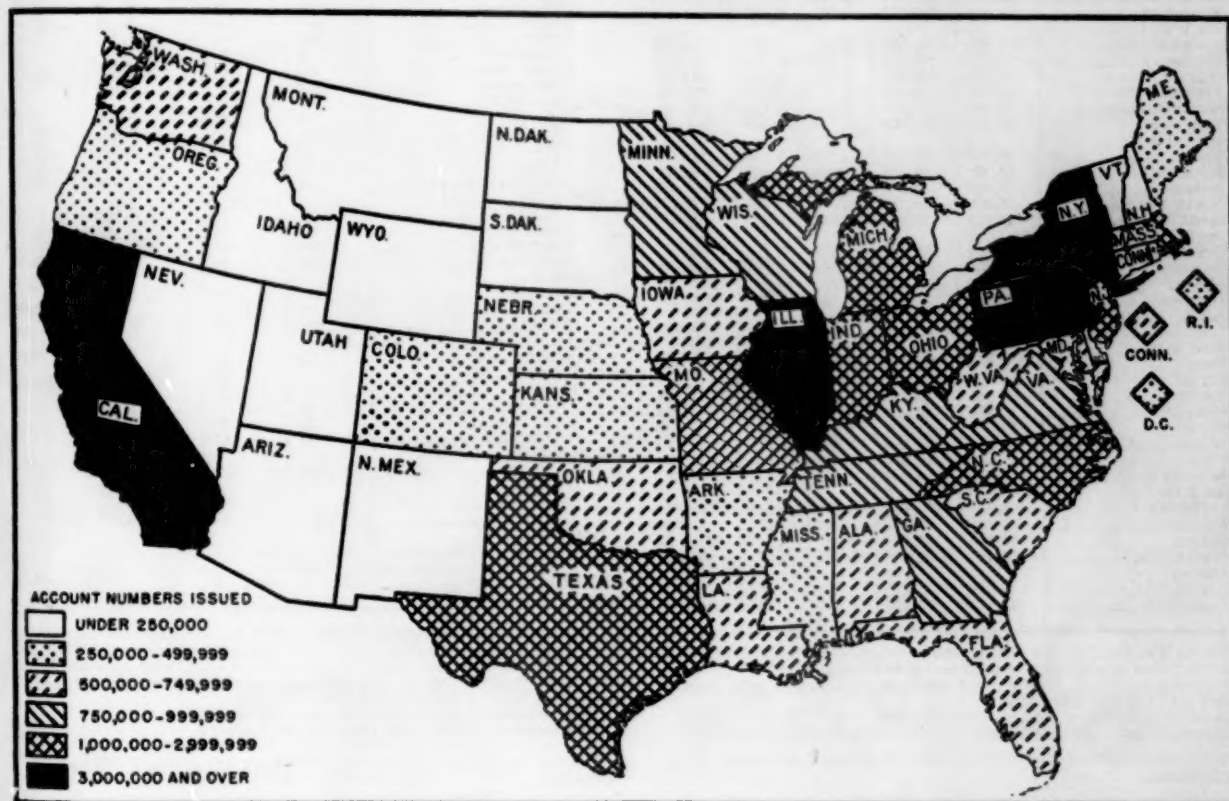 WASH.
MONT.
N.DAK.
MINN.
ME.
OREG.
VT.
N.Y.
N.H.
IDAHO
WYO.
S.DAK.
WIS.
MICH.
MASS.
CONN.
NEV.
NEBR.
IOWA
PA.
N.J.
R.I.
UTAH
COLO.
ILL.
IND.
OHIO
MD.
CONN.
CAL.
KANS.
MO.
W.VA.
VA.
KY.
D.C.
ARIZ.
N.MEX.
OKLA.
ARK.
TENN.
N.C.
S.C.
MISS.
ALA.
GA.
TEXAS
LA.
FLA.
ACCOUNT NUMBERS ISSUED
UNDER 250,000
250,000-499,999
500,000-749,999
750,000-999,999
1,000,000-2,999,999
3,000,000 AND OVER